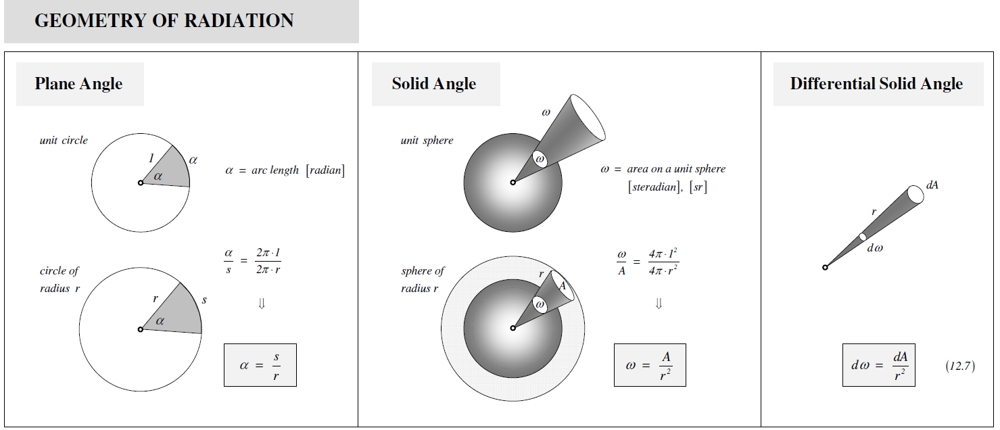 GEOMETRY OF RADIATION
Plane Angle
unit circle
1
α
α
α = arc length [radian]
circle of
radius r
r
s
α
α/s = 2π·1/2π·r
⇓
α = s/r
Solid Angle
ω
unit sphere
ω
ω = area on a unit sphere
[steradian], [sr]
sphere of
radius r
r
A
ω
ω/A = 4π·1²/4π·r²
⇓
ω = A/r²
Differential Solid Angle
dA
r
dω
dω = dA/r²
(12.7)